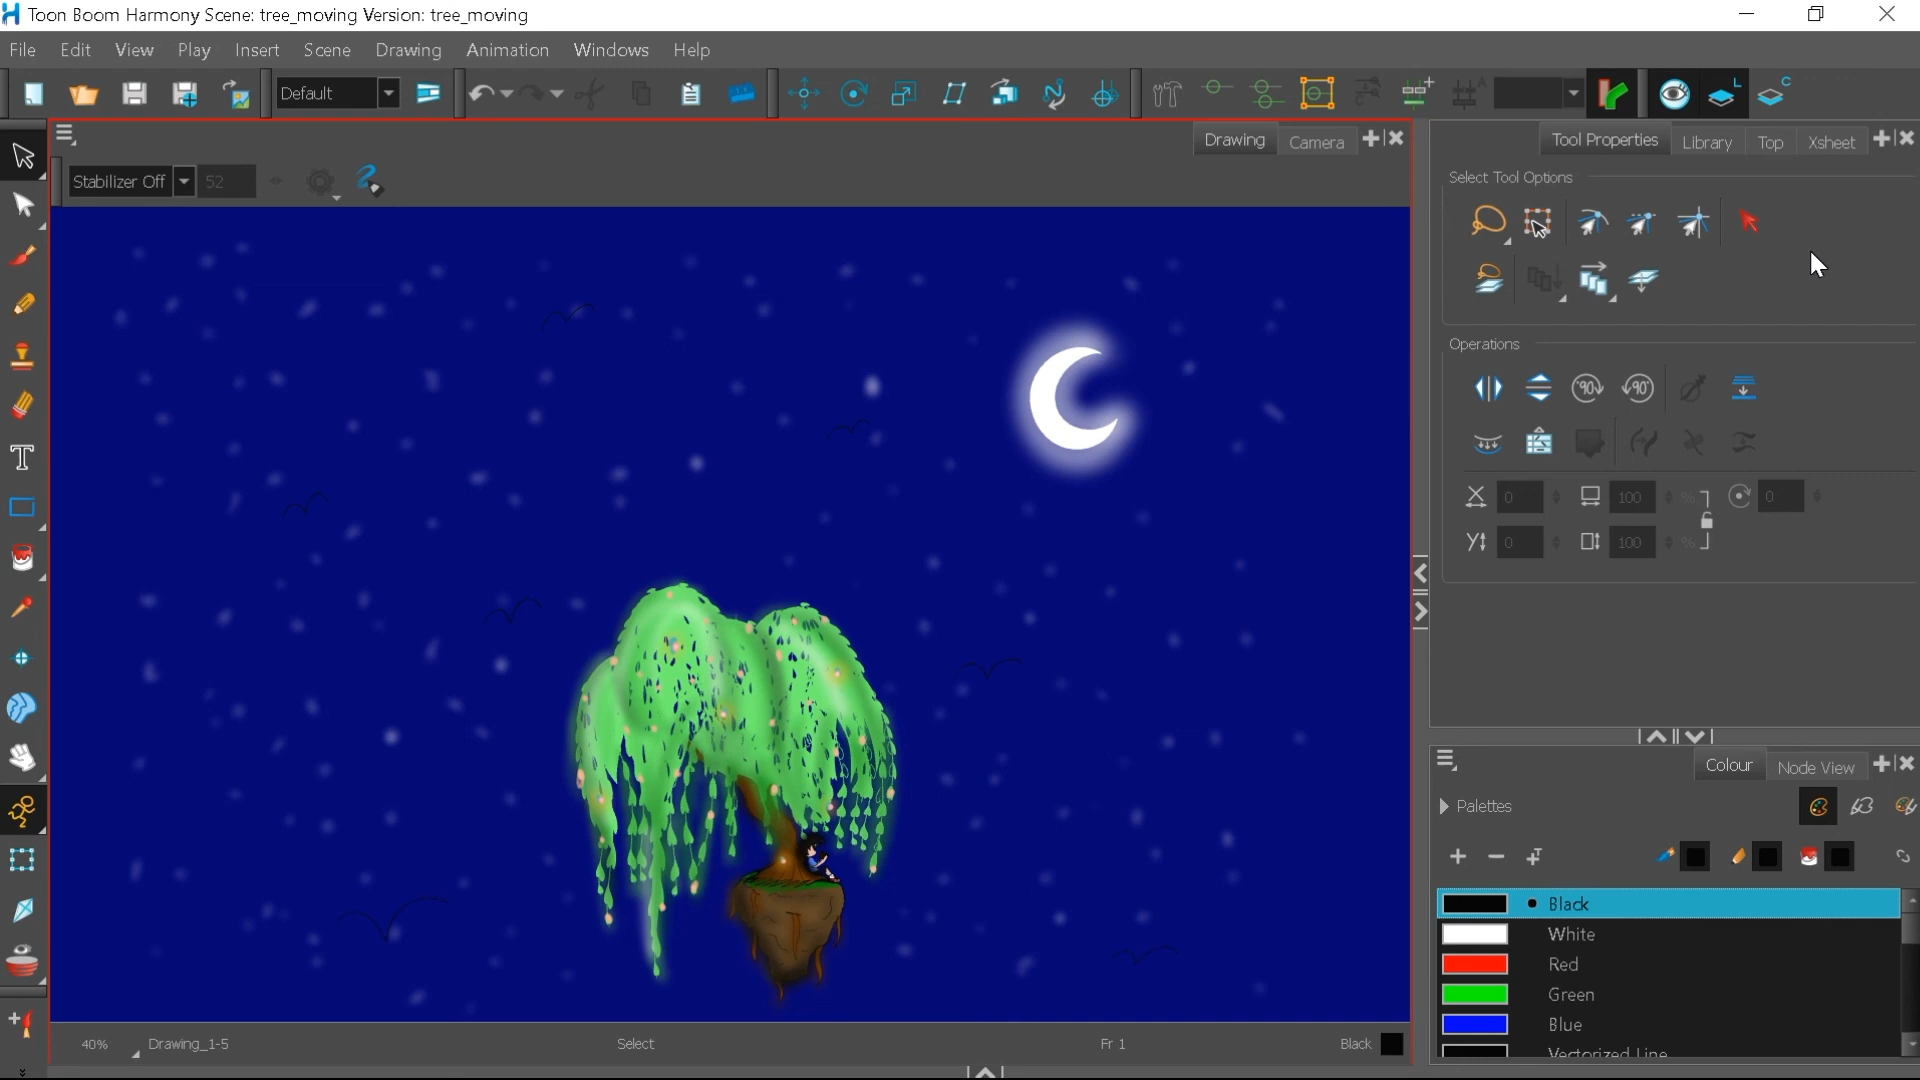 Toon Boom Harmony Scene: tree_moving Version: tree_moving
File Edit View Play Insert Scene Drawing Animation Windows Help
Default
Drawing Camera
Stabilizer Off 52
Tool Properties Library Top Xsheet
Select Tool Options
Operations
90 90
X 0 100 % 0
Y 0 100 %
Colour Node View
Palettes
Black
White
Red
Green
Blue
Vectorized Line
40% Drawing_1-5 Select Fr 1 Black